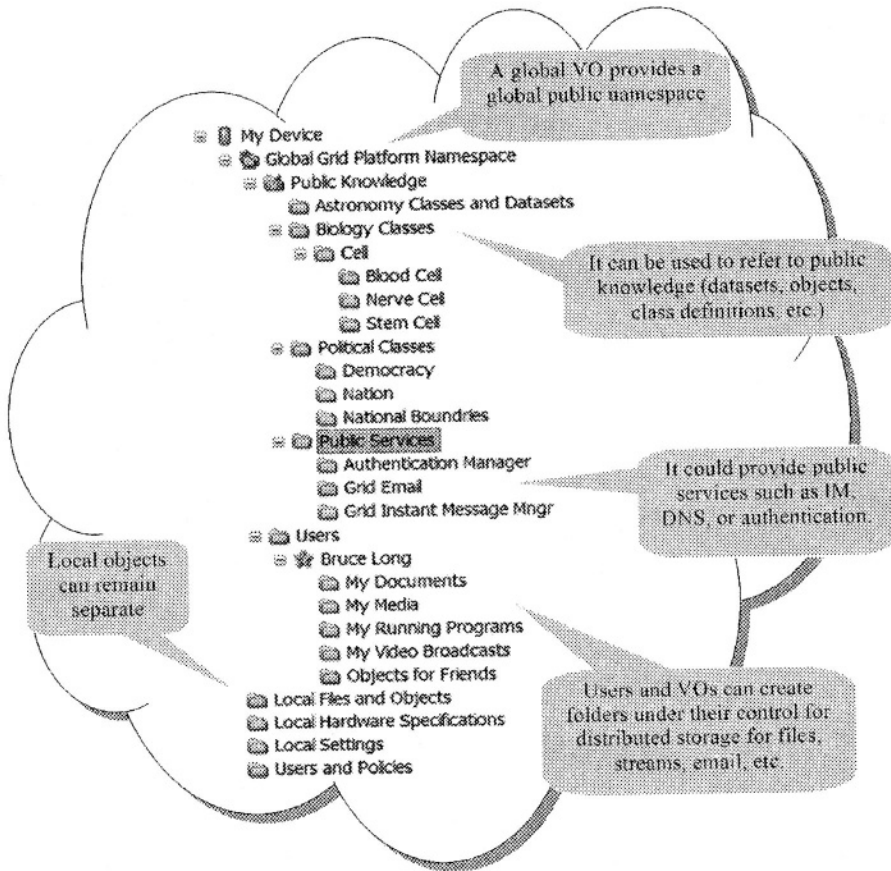 A global VO provides a
global public namespace
My Device
Global Grid Platform Namespace
Public Knowledge
Astronomy Classes and Datasets
Biology Classes
Cell
Blood Cell
Nerve Cell
Stem Cell
It can be used to refer to public
knowledge (datasets, objects,
class definitions, etc.)
Political Classes
Democracy
Nation
National Boundries
Public Services
Authentication Manager
Grid Email
Grid Instant Message Mngr
It could provide public
services such as IM,
DNS, or authentication.
Users
Bruce Long
My Documents
My Media
My Running Programs
My Video Broadcasts
Objects for Friends
Local objects
can remain
separate
Local Files and Objects
Local Hardware Specifications
Local Settings
Users and Policies
Users and VOs can create
folders under their control for
distributed storage for files,
streams, email, etc.